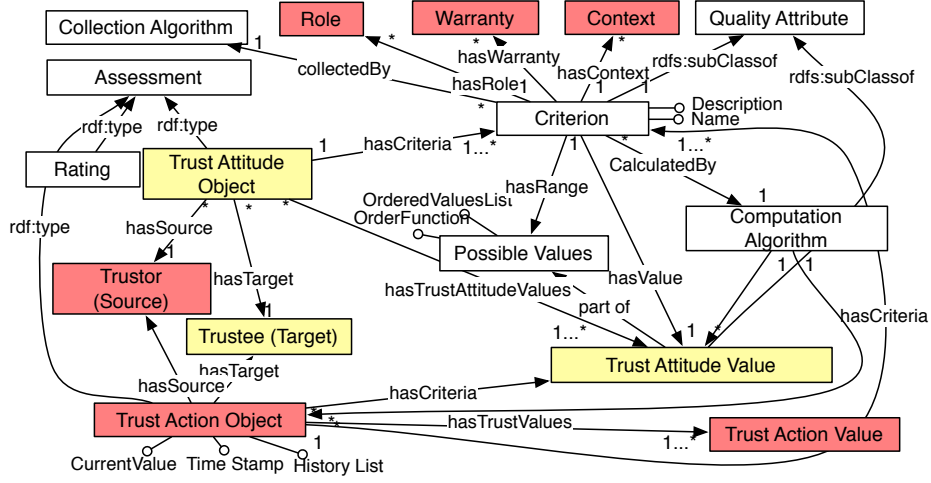 Role
Warranty
Context
Quality Attribute
Collection Algorithm
1
*
*
*
collectedBy
hasWarranty
hasContext
rdfs:subClassof
rdfs:subClassof
Assessment
hasRole
1
1
1
*
Description
Name
Criterion
rdf:type
rdf:type
1
hasCriteria
1...*
1
*
1...*
Rating
Trust Attitude
Object
CalculatedBy
hasRange
OrderedValuesList
OrderFunction
1
*
*
*
rdf:type
hasSource
Computation
Algorithm
Possible Values
1
1
1
Trustor
(Source)
hasTarget
hasValue
hasTrustAttitudeValues
part of
1
hasCriteria
Trustee (Target)
1...*
1
*
Trust Attitude Value
hasTarget
hasSource
hasCriteria
Trust Action Object
*
*
*
hasTrustValues
1
1...*
Trust Action Value
CurrentValue
Time Stamp
History List